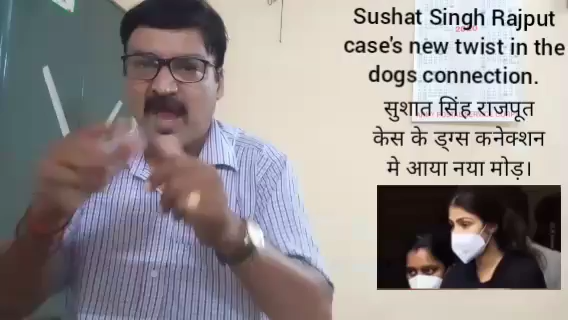 Sushat Singh Rajput
case's new twist in the
dogs connection.
सुशात सिंह राजपूत
केस के ड्ग्स कनेक्शन
मे आया नया मोड़।